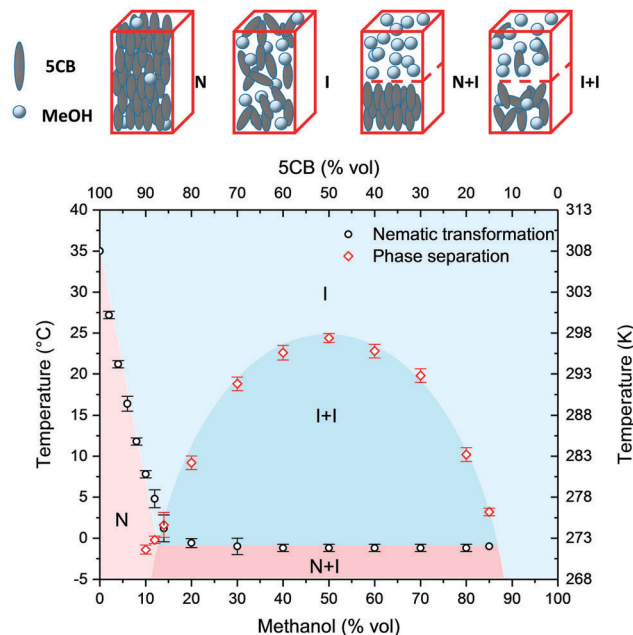 5CB
MeOH
N
I
N+I
I+I
5CB (% vol)
100 90 80 70 60 50 40 30 20 10 0
40 313
35 308
30 303
25 298
20 293
15 288
10 283
5 278
0 273
-5 268
Temperature (°C)
Temperature (K)
Nematic transformation
Phase separation
I
I+I
N
N+I
0 10 20 30 40 50 60 70 80 90 100
Methanol (% vol)